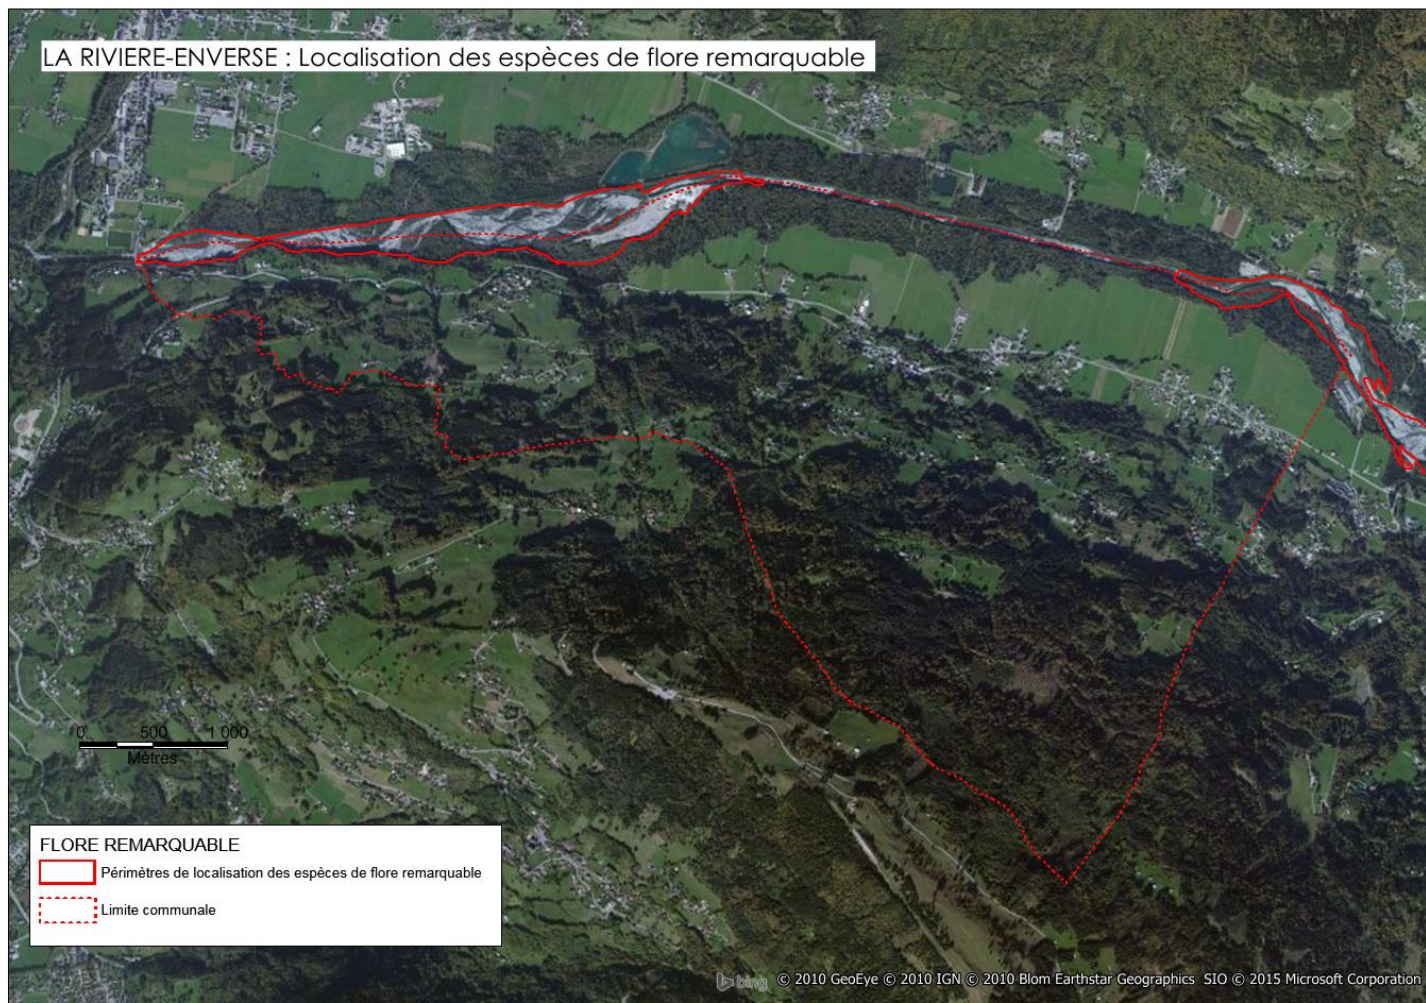 LA RIVIERE-ENVERSE : Localisation des espèces de flore remarquable
0 500 1 000
Mètres
FLORE REMARQUABLE
Périmètres de localisation des espèces de flore remarquable
Limite communale
bing © 2010 GeoEye © 2010 IGN © 2010 Blom Earthstar Geographics SIO © 2015 Microsoft Corporation